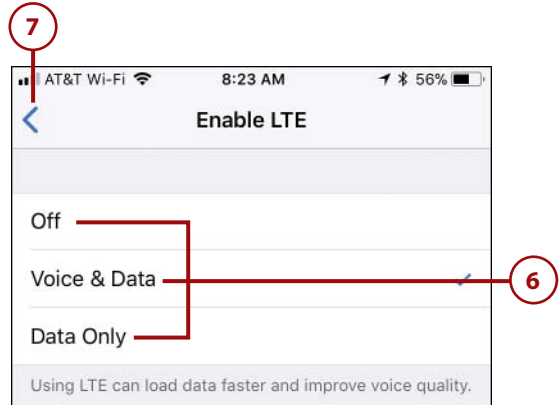 7
AT&T Wi-Fi 8:23 AM 56%
Enable LTE
Off
Voice & Data
6
Data Only
Using LTE can load data faster and improve voice quality.